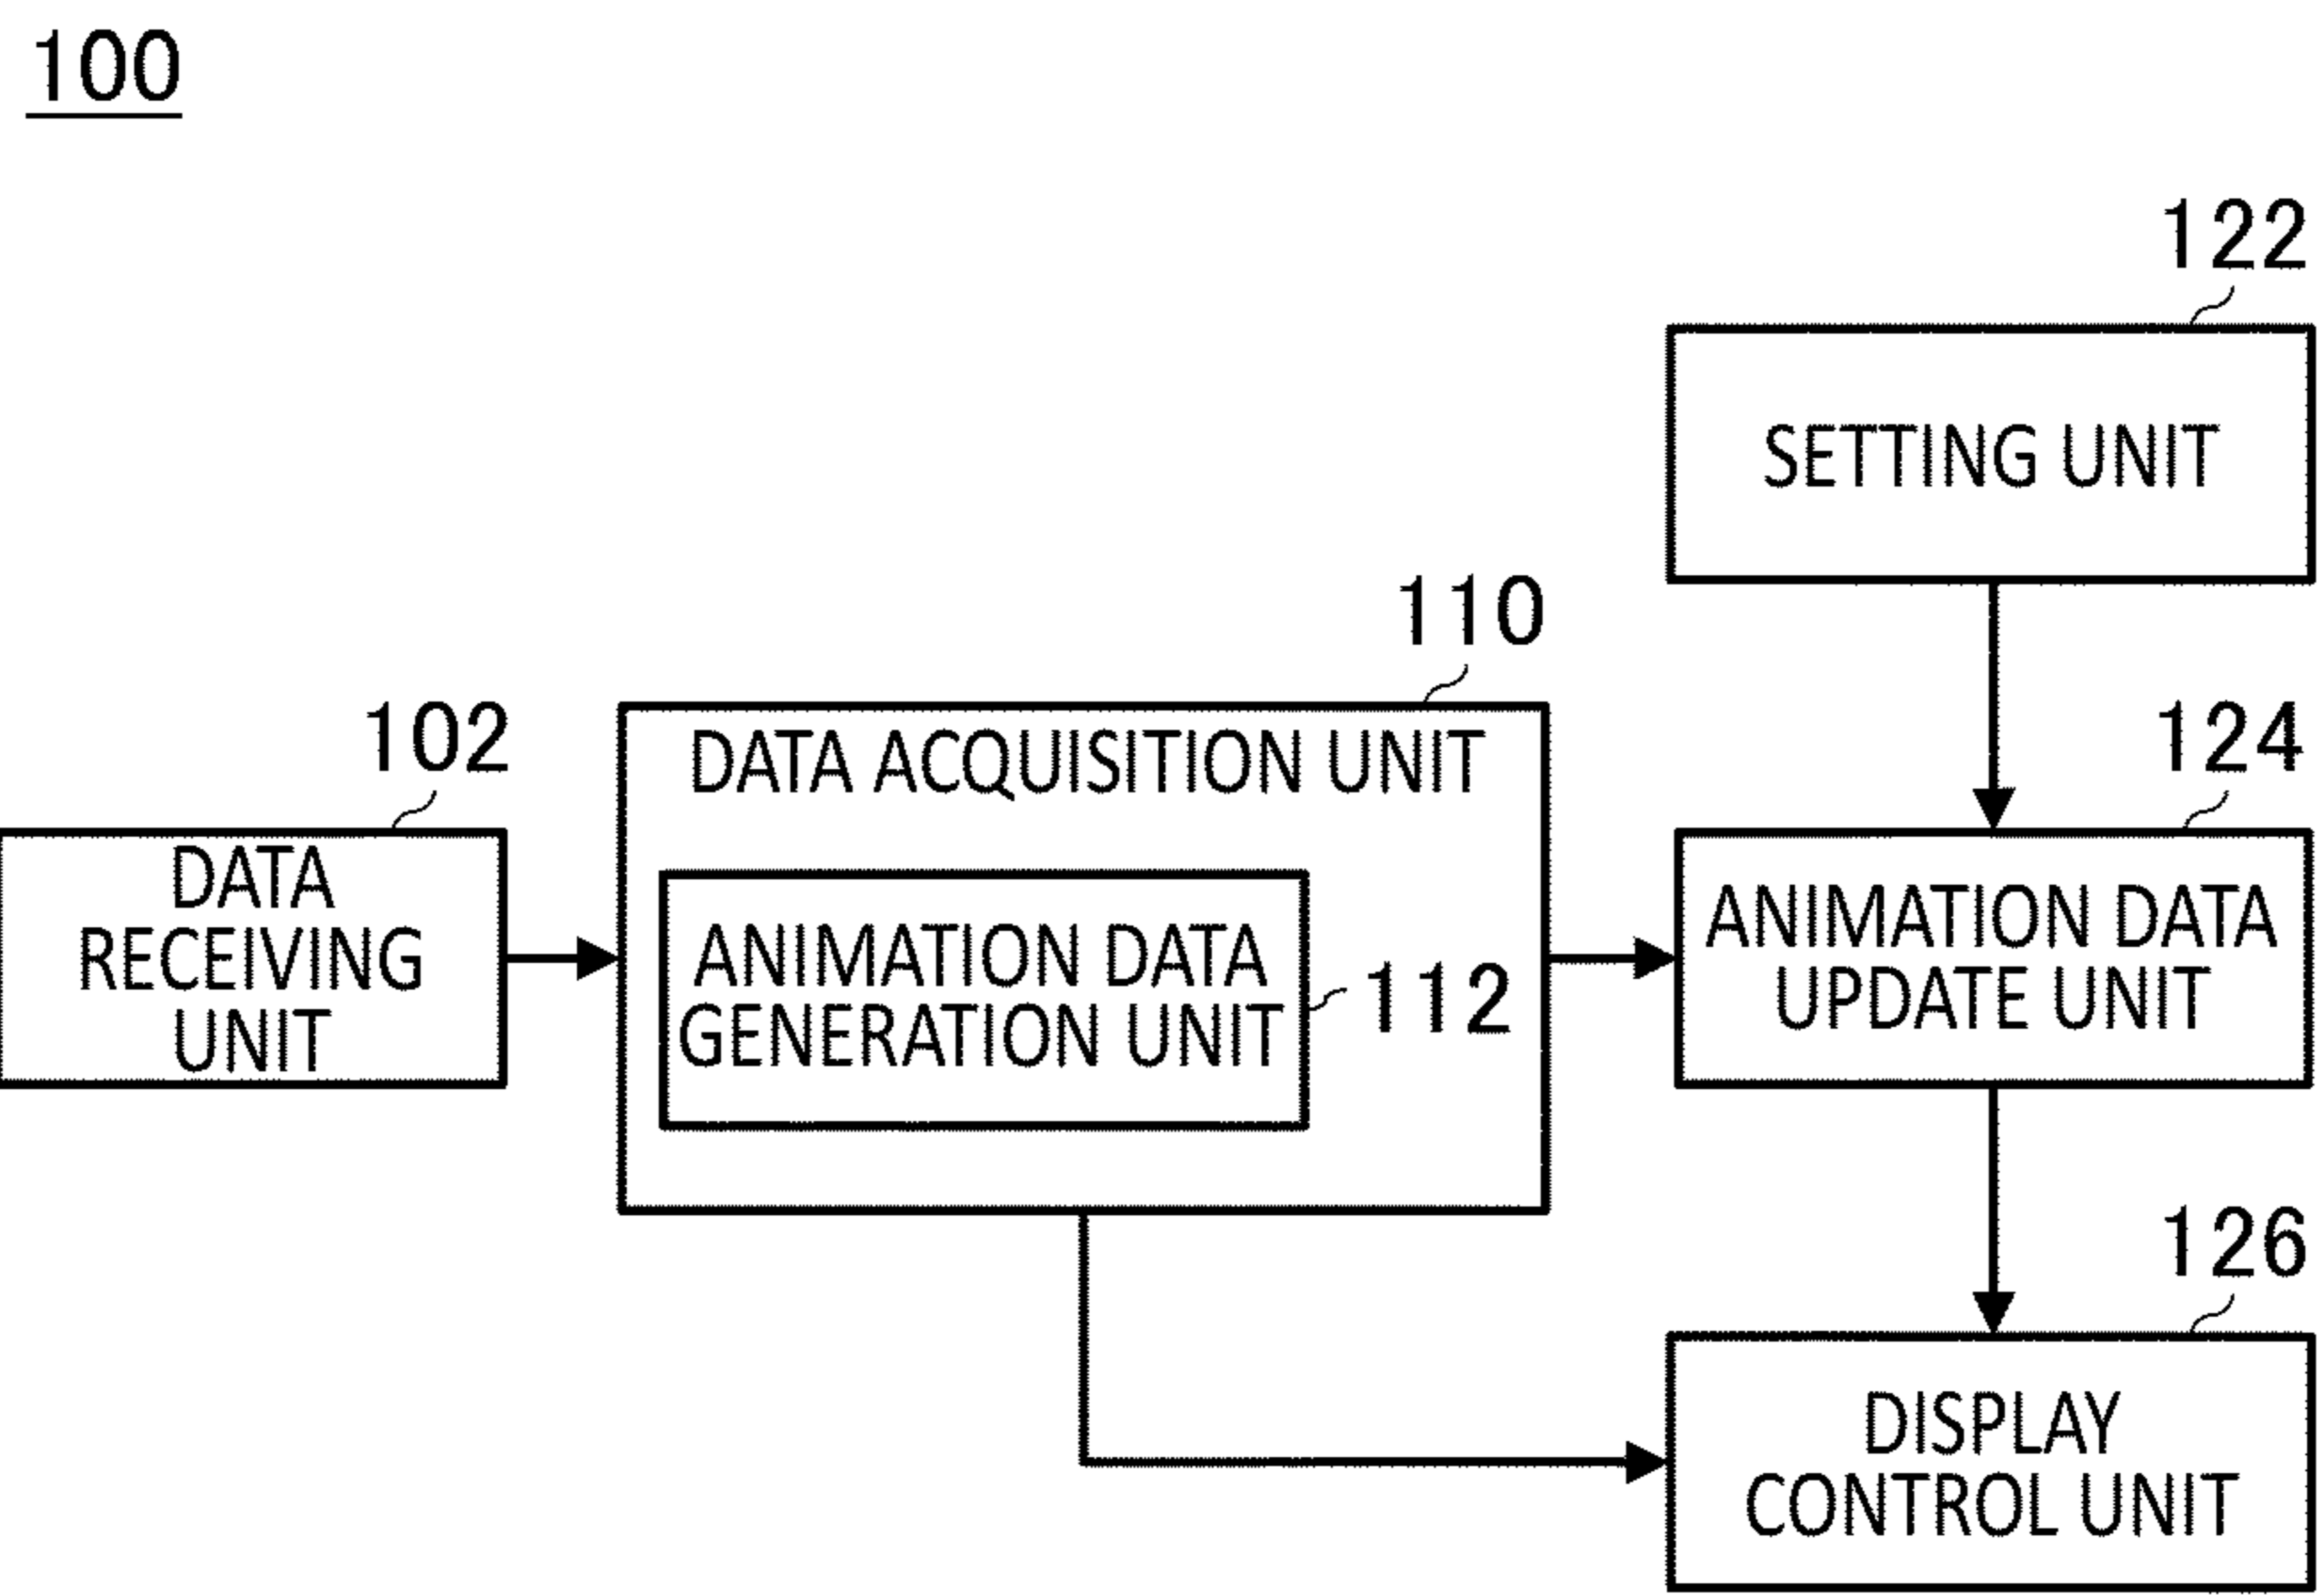 100
122
SETTING UNIT
110
102
DATA ACQUISITION UNIT
124
DATA
RECEIVING
UNIT
ANIMATION DATA
GENERATION UNIT
112
ANIMATION DATA
UPDATE UNIT
126
DISPLAY
CONTROL UNIT